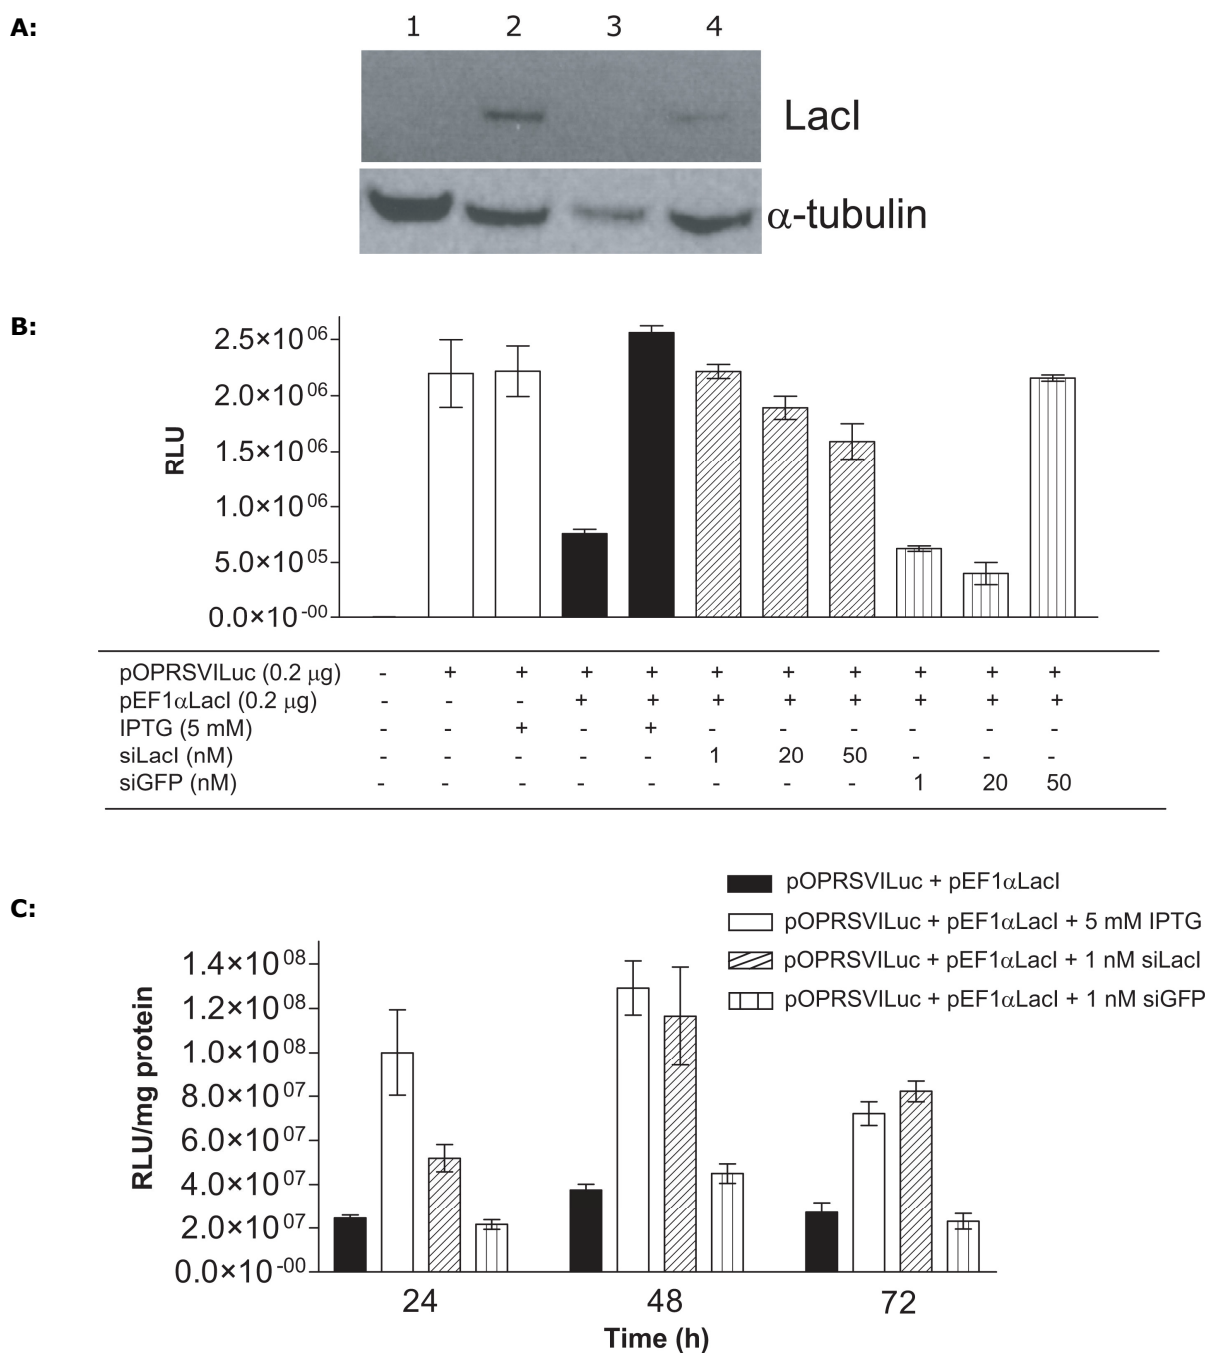 A:
1 2 3 4
LacI
α-tubulin
B:
2.5×10^06
2.0×10^06
1.5×10^06
1.0×10^06
5.0×10^05
0.0×10^-00
RLU
pOPRSVILuc (0.2 μg) - + + + + + + + + + +
pEF1αLacI (0.2 μg) - - - + + + + + + + +
IPTG (5 mM) - - + - + - - - - - -
siLacI (nM) - - - - - 1 20 50 - - -
siGFP (nM) - - - - - - - - 1 20 50
C:
pOPRSVILuc + pEF1αLacI
pOPRSVILuc + pEF1αLacI + 5 mM IPTG
pOPRSVILuc + pEF1αLacI + 1 nM siLacI
pOPRSVILuc + pEF1αLacI + 1 nM siGFP
1.4×10^08
1.2×10^08
1.0×10^08
8.0×10^07
6.0×10^07
4.0×10^07
2.0×10^07
0.0×10^-00
RLU/mg protein
24 48 72
Time (h)